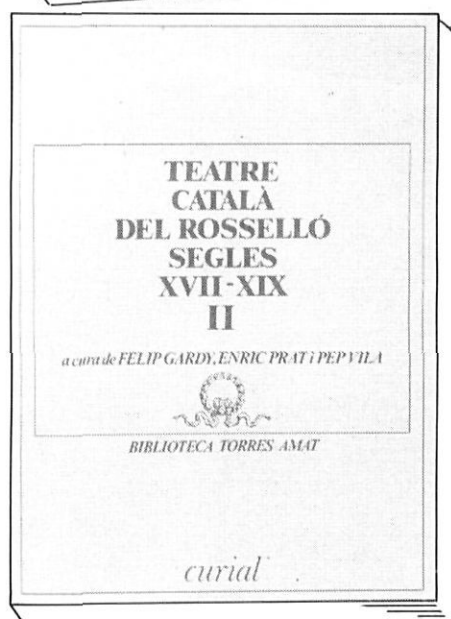 TEATRE
CATALÀ
DEL ROSSELLÓ
SEGLES
XVII-XIX
II
a cura de FELIP GARDY, ENRIC PRAT i PEP VILA
BIBLIOTECA TORRES AMAT
curial